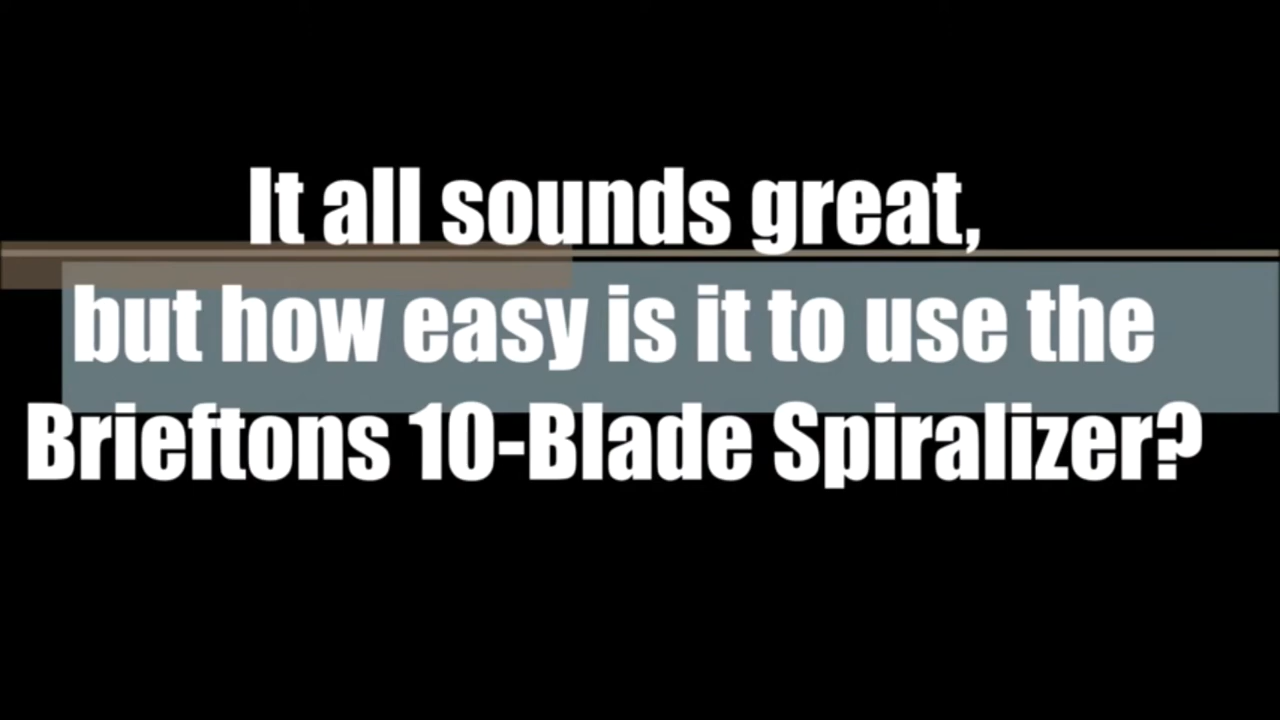 It all sounds great,
but how easy is it to use the
Brieftons 10-Blade Spiralizer?